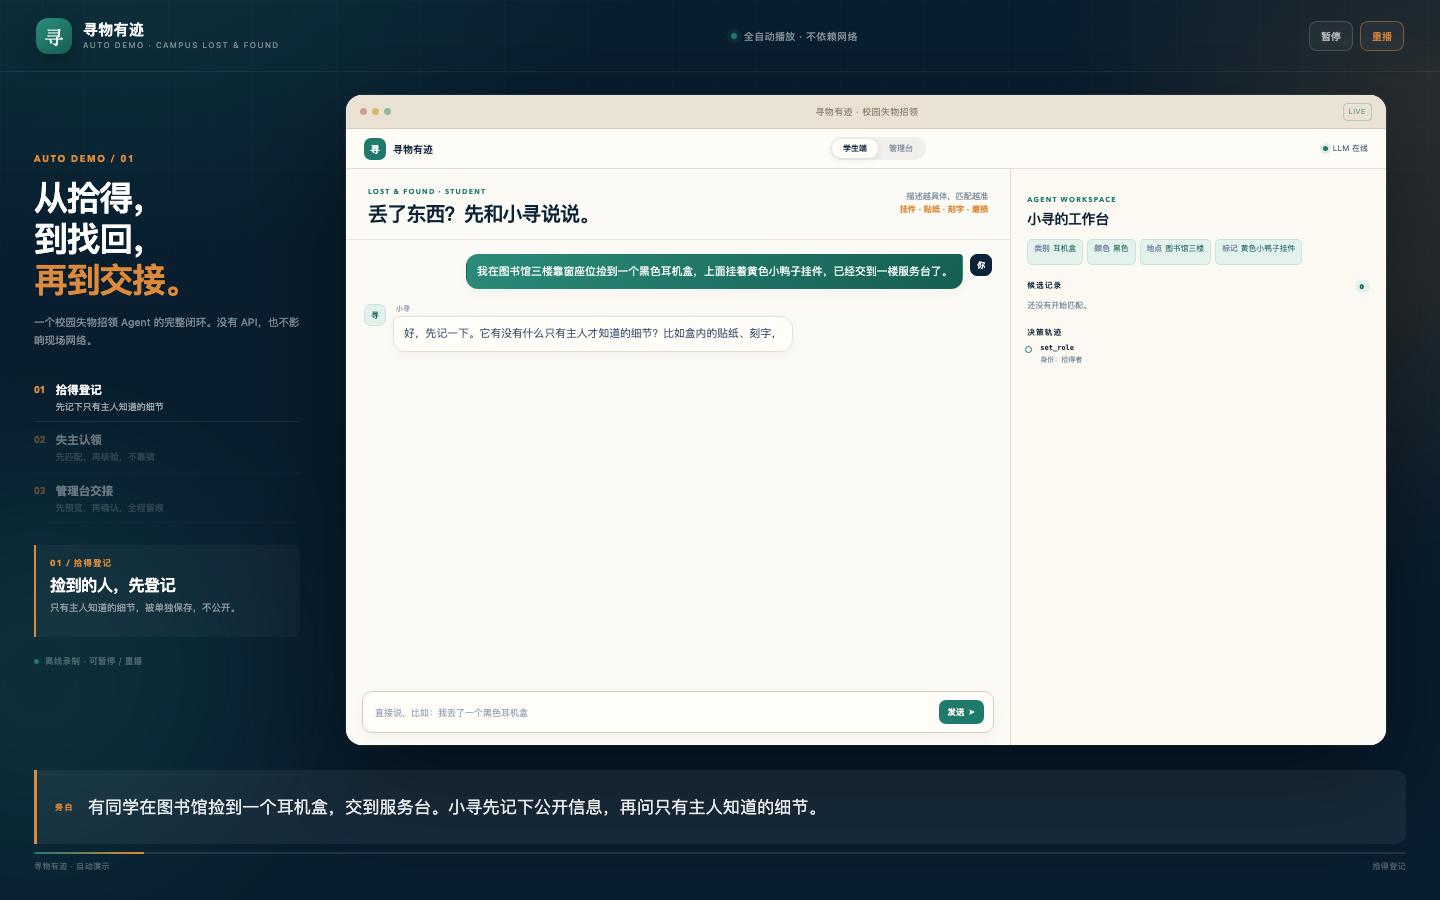 寻
寻物有迹
AUTO DEMO · CAMPUS LOST & FOUND
全自动播放 · 不依赖网络
暂停
重播
AUTO DEMO / 01
从拾得，
到找回，
再到交接。
一个校园失物招领 Agent 的完整闭环。没有 API，也不影
响现场网络。
01 拾得登记
先记下只有主人知道的细节
02 失主认领
先匹配，再核验，不靠猜
03 管理台交接
先预览，再确认，全程留痕
01 / 拾得登记
捡到的人，先登记
只有主人知道的细节，被单独保存，不公开。
离线录制 · 可暂停 / 重播
寻物有迹 · 校园失物招领
LIVE
寻
寻物有迹
学生端
管理台
LLM 在线
LOST & FOUND · STUDENT
丢了东西？先和小寻说说。
描述越具体，匹配越准
挂件 · 贴纸 · 刻字 · 磨损
我在图书馆三楼靠窗座位捡到一个黑色耳机盒，上面挂着黄色小鸭子挂件，已经交到一楼服务台了。
你
小寻
寻
好，先记一下。它有没有什么只有主人才知道的细节？比如盒内的贴纸、刻字，
直接说，比如：我丢了一个黑色耳机盒
发送 ➤
AGENT WORKSPACE
小寻的工作台
类别 耳机盒
颜色 黑色
地点 图书馆三楼
标记 黄色小鸭子挂件
候选记录
0
还没有开始匹配。
决策轨迹
set_role
身份：拾得者
旁白
有同学在图书馆捡到一个耳机盒，交到服务台。小寻先记下公开信息，再问只有主人知道的细节。
寻物有迹 · 自动演示
拾得登记